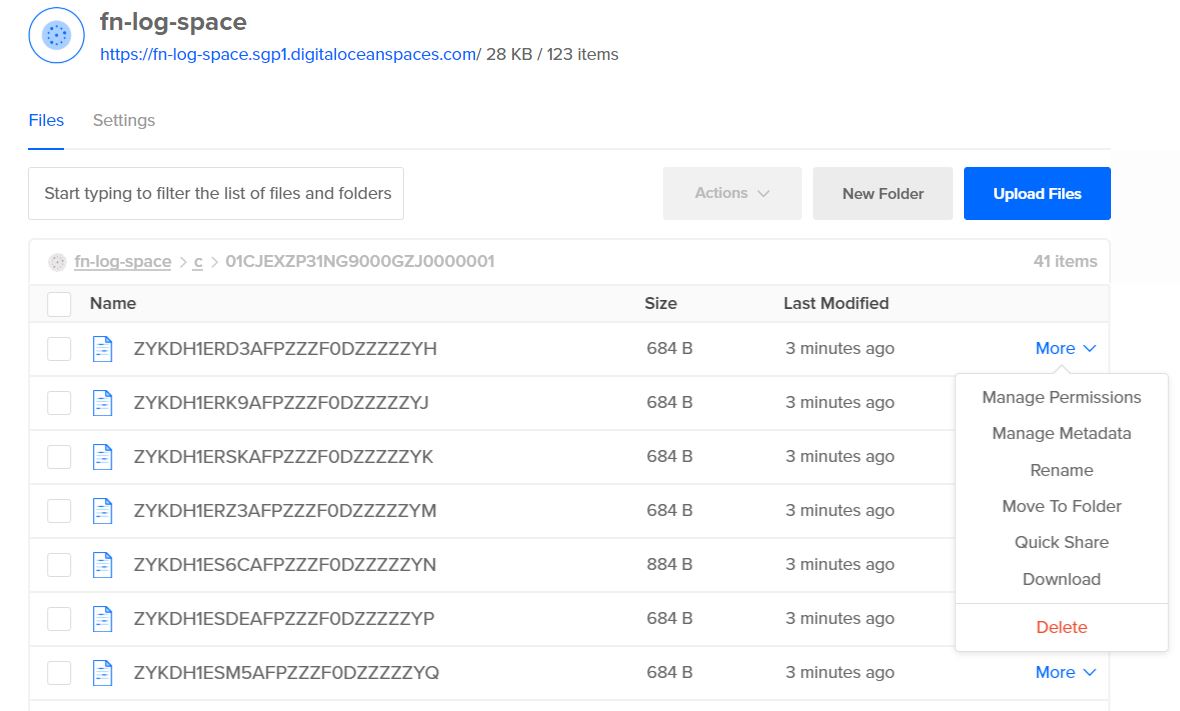 fn-log-space
https://fn-log-space.sgp1.digitaloceanspaces.com/ 28 KB / 123 items
Files Settings
Start typing to filter the list of files and folders Actions New Folder Upload Files
fn-log-space > c > 01CJEXZP31NG9000GZJ0000001 41 items
Name Size Last Modified
ZYKDH1ERD3AFPZZZF0DZZZZZYH 684 B 3 minutes ago More
Manage Permissions
ZYKDH1ERK9AFPZZZF0DZZZZZYJ 684 B 3 minutes ago
Manage Metadata
ZYKDH1ERSKAFPZZZF0DZZZZZYK 684 B 3 minutes ago
Rename
Move To Folder
ZYKDH1ERZ3AFPZZZF0DZZZZZYM 684 B 3 minutes ago
Quick Share
ZYKDH1ES6CAFPZZZF0DZZZZZYN 884 B 3 minutes ago
Download
ZYKDH1ESDEAFPZZZF0DZZZZZYP 684 B 3 minutes ago
Delete
ZYKDH1ESM5AFPZZZF0DZZZZZYQ 684 B 3 minutes ago More